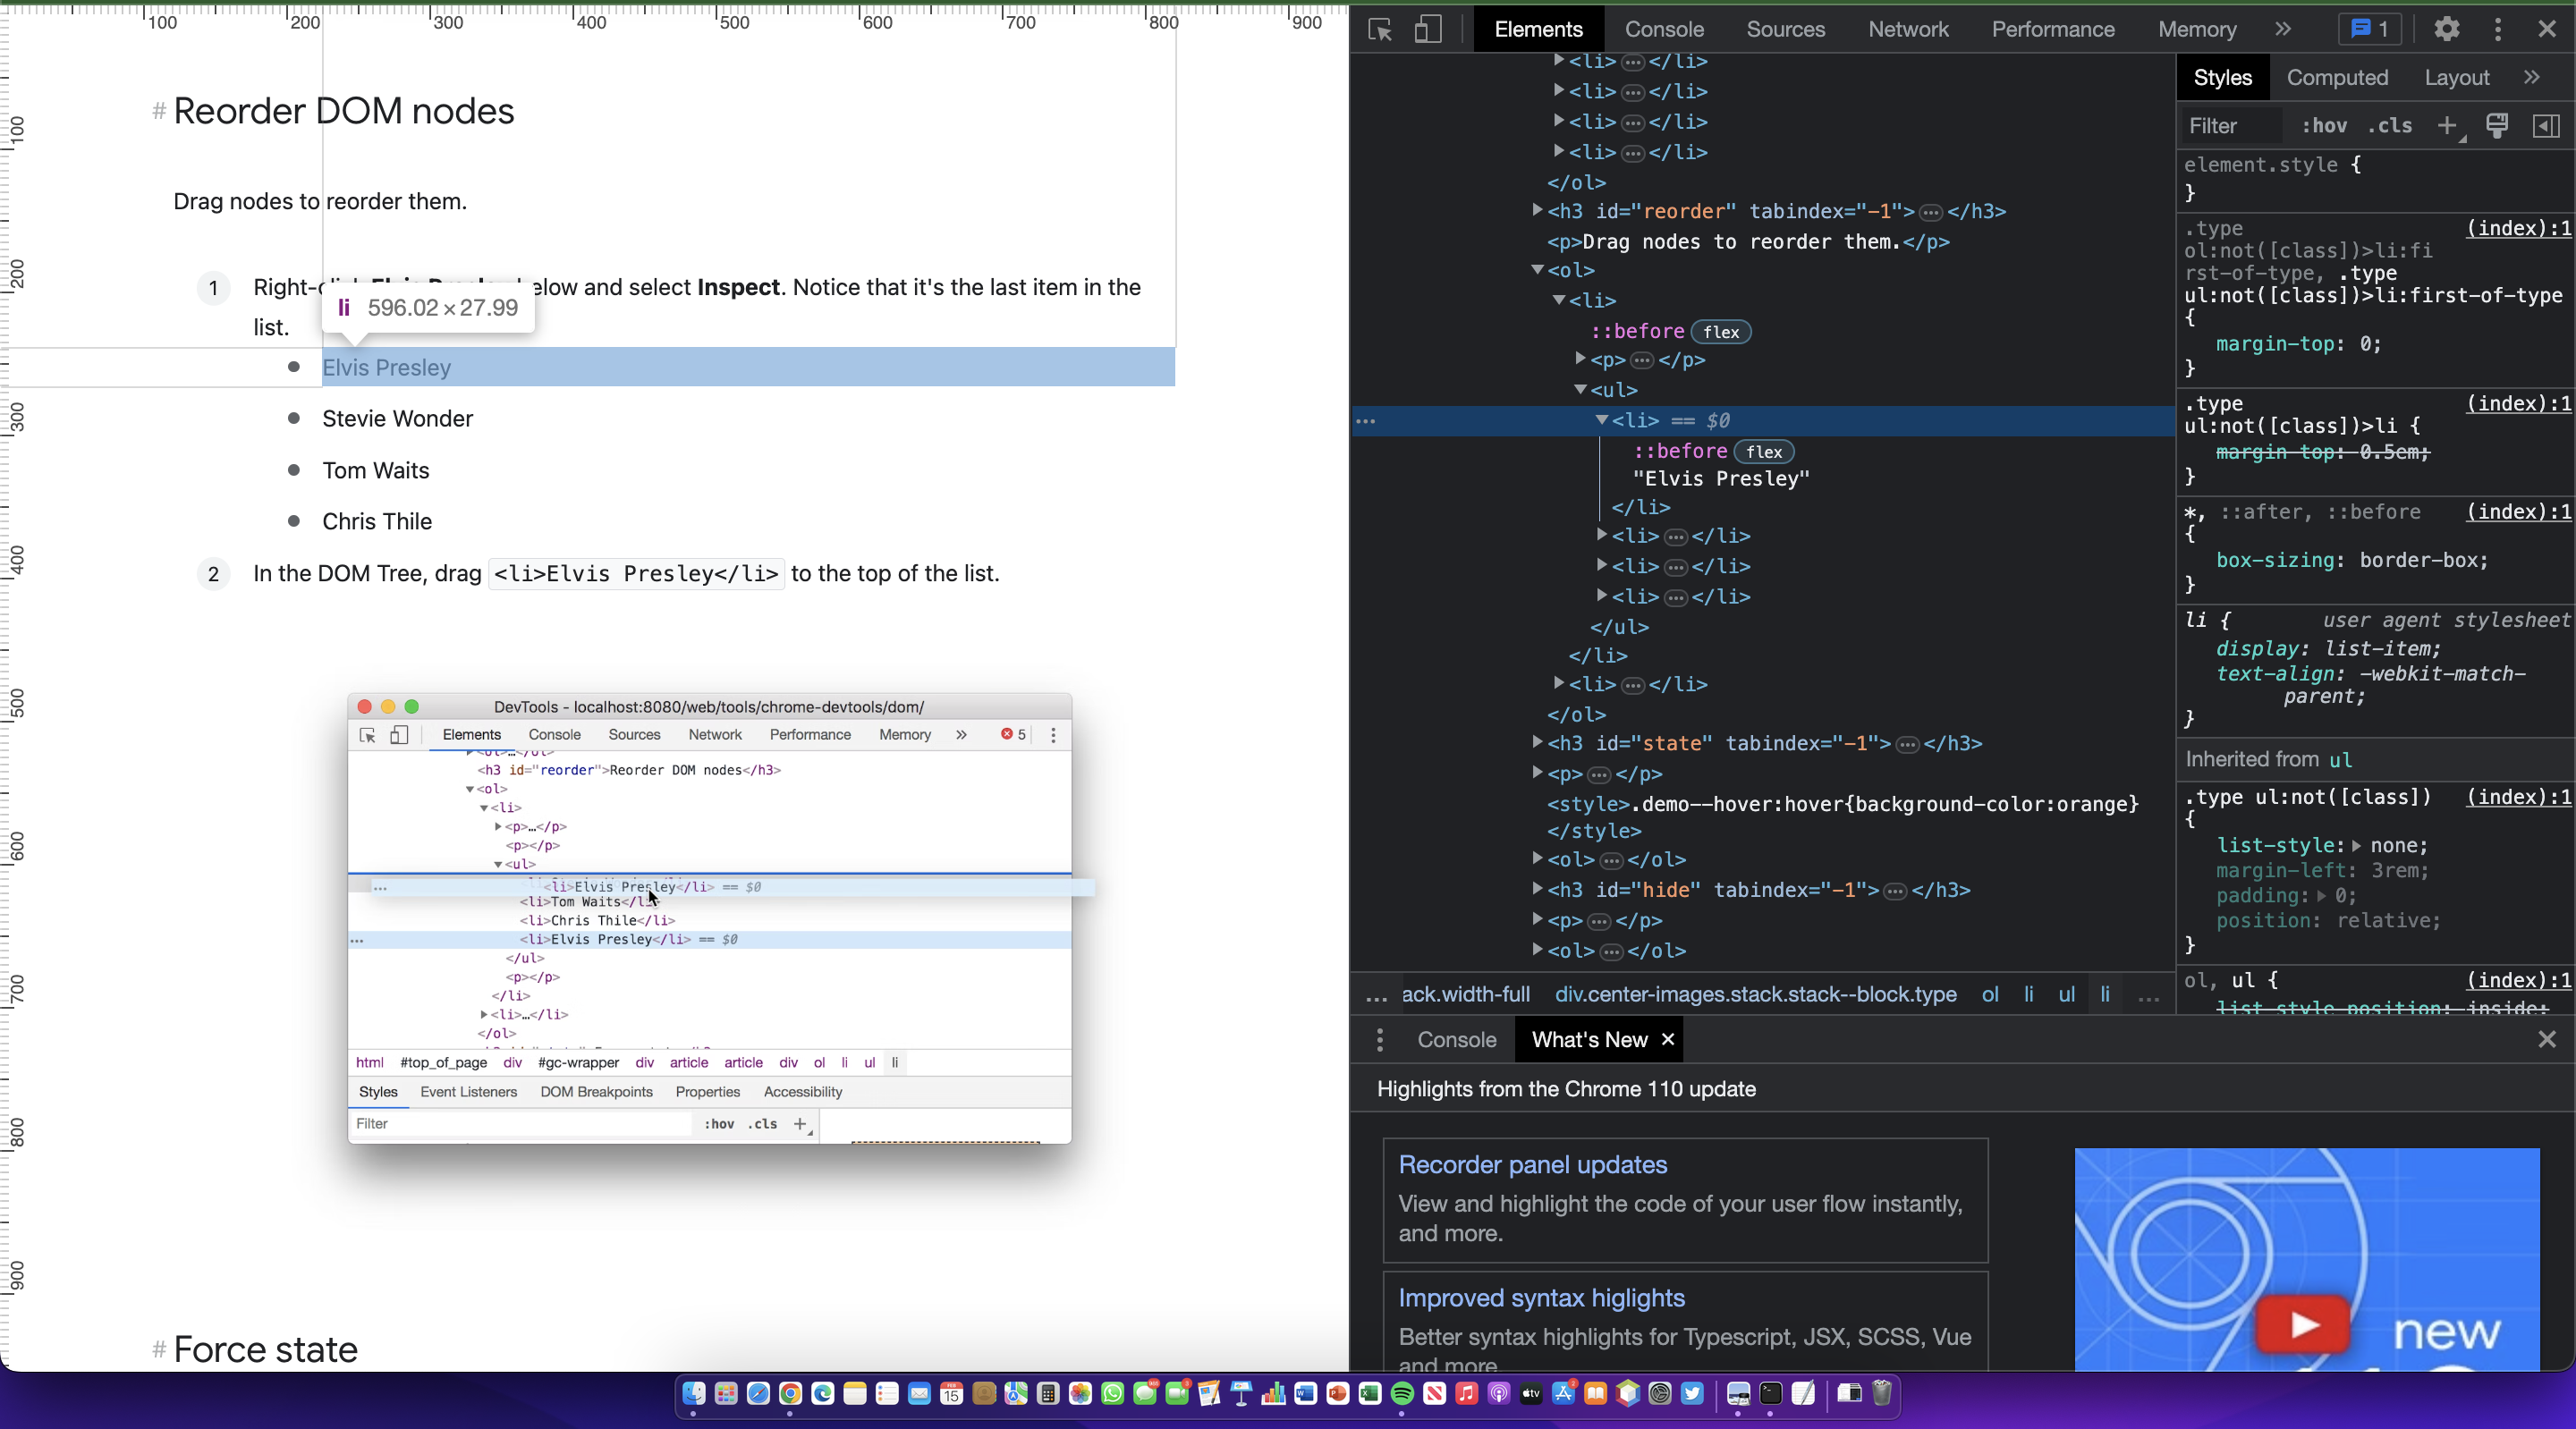 100 200 300 400 500 600 700 800 900
100
200
300
400
500
600
700
800
900
# Reorder DOM nodes
Drag nodes to reorder them.
1 Right-click Elvis Presley below and select Inspect. Notice that it's the last item in the
list.
li 596.02 × 27.99
Elvis Presley
Stevie Wonder
Tom Waits
Chris Thile
2 In the DOM Tree, drag <li>Elvis Presley</li> to the top of the list.
DevTools - localhost:8080/web/tools/chrome-devtools/dom/
Elements Console Sources Network Performance Memory » 5
<ol>…</ol>
<h3 id="reorder">Reorder DOM nodes</h3>
<ol>
<li>
<p>…</p>
<p></p>
<ul>
<li>Elvis Presley</li> == $0
<li>Tom Waits</li>
<li>Chris Thile</li>
<li>Elvis Presley</li> == $0
</ul>
<p></p>
</li>
<li>…</li>
</ol>
html #top_of_page div #gc-wrapper div article article div ol li ul li
Styles Event Listeners DOM Breakpoints Properties Accessibility
Filter :hov .cls +
# Force state
Elements Console Sources Network Performance Memory » 1
<li>…</li>
<li>…</li>
<li>…</li>
<li>…</li>
</ol>
<h3 id="reorder" tabindex="-1">…</h3>
<p>Drag nodes to reorder them.</p>
<ol>
<li>
::before flex
<p>…</p>
<ul>
… <li> == $0
::before flex
"Elvis Presley"
</li>
<li>…</li>
<li>…</li>
<li>…</li>
</ul>
</li>
<li>…</li>
</ol>
<h3 id="state" tabindex="-1">…</h3>
<p>…</p>
<style>.demo--hover:hover{background-color:orange}
</style>
<ol>…</ol>
<h3 id="hide" tabindex="-1">…</h3>
<p>…</p>
<ol>…</ol>
… ack.width-full div.center-images.stack.stack--block.type ol li ul li …
Styles Computed Layout »
Filter :hov .cls +
element.style {
}
.type (index):1
ol:not([class])>li:fi
rst-of-type, .type
ul:not([class])>li:first-of-type
{
margin-top: 0;
}
.type (index):1
ul:not([class])>li {
margin-top: 0.5em;
}
*, ::after, ::before (index):1
{
box-sizing: border-box;
}
li { user agent stylesheet
display: list-item;
text-align: -webkit-match-
parent;
}
Inherited from ul
.type ul:not([class]) (index):1
{
list-style: none;
margin-left: 3rem;
padding: 0;
position: relative;
}
ol, ul { (index):1
list-style-position: inside;
Console What's New ×
Highlights from the Chrome 110 update
Recorder panel updates
View and highlight the code of your user flow instantly,
and more.
Improved syntax higlights
Better syntax highlights for Typescript, JSX, SCSS, Vue
and more
new
15
tv